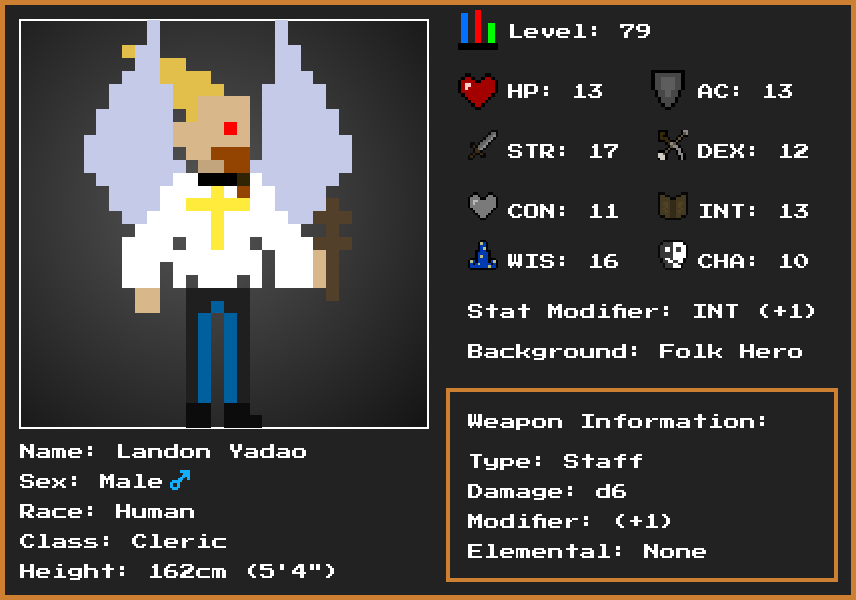 Level: 79
HP: 13
AC: 13
STR: 17
DEX: 12
CON: 11
INT: 13
WIS: 16
CHA: 10
Stat Modifier: INT (+1)
Background: Folk Hero
Weapon Information:
Type: Staff
Damage: d6
Modifier: (+1)
Elemental: None
Name: Landon Yadao
Sex: Male♂
Race: Human
Class: Cleric
Height: 162cm (5'4")